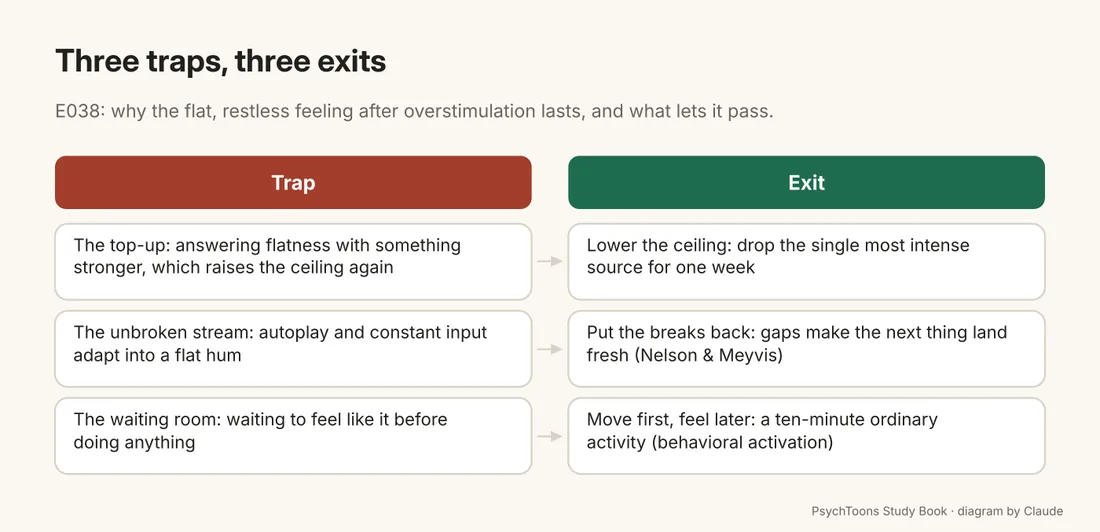 Three traps, three exits
E038: why the flat, restless feeling after overstimulation lasts, and what lets it pass.
Trap
Exit
The top-up: answering flatness with something
stronger, which raises the ceiling again
Lower the ceiling: drop the single most intense
source for one week
The unbroken stream: autoplay and constant input
adapt into a flat hum
Put the breaks back: gaps make the next thing land
fresh (Nelson & Meyvis)
The waiting room: waiting to feel like it before
doing anything
Move first, feel later: a ten-minute ordinary
activity (behavioral activation)
PsychToons Study Book · diagram by Claude